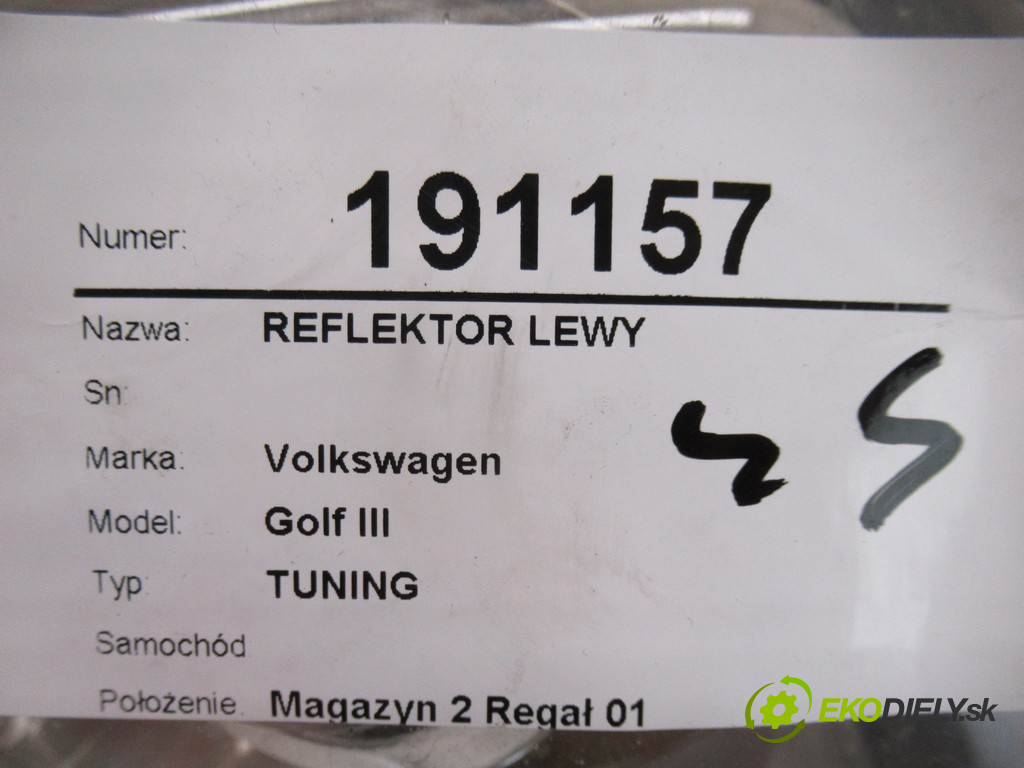 Numer: 191157
Nazwa: REFLEKTOR LEWY
Sn:
Marka: Volkswagen
Model: Golf III
Typ: TUNING
Samochód
Położenie: Magazyn 2 Regał 01
EKODIELY.sk